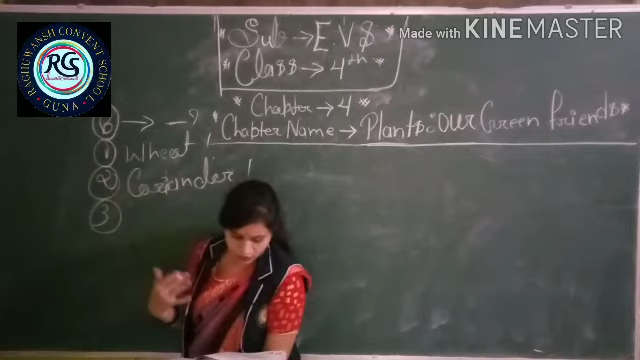 Made with KINEMASTER
RAGHUWANSH CONVENT SCHOOL
RCS
GUNA
* Sub → E.V.S *
* Class → 4th *
* Chapter → 4 *
* Chapter Name → Plants: Our Green Friends *
⑥ → — ?
① Wheat !
② Coriander !
③